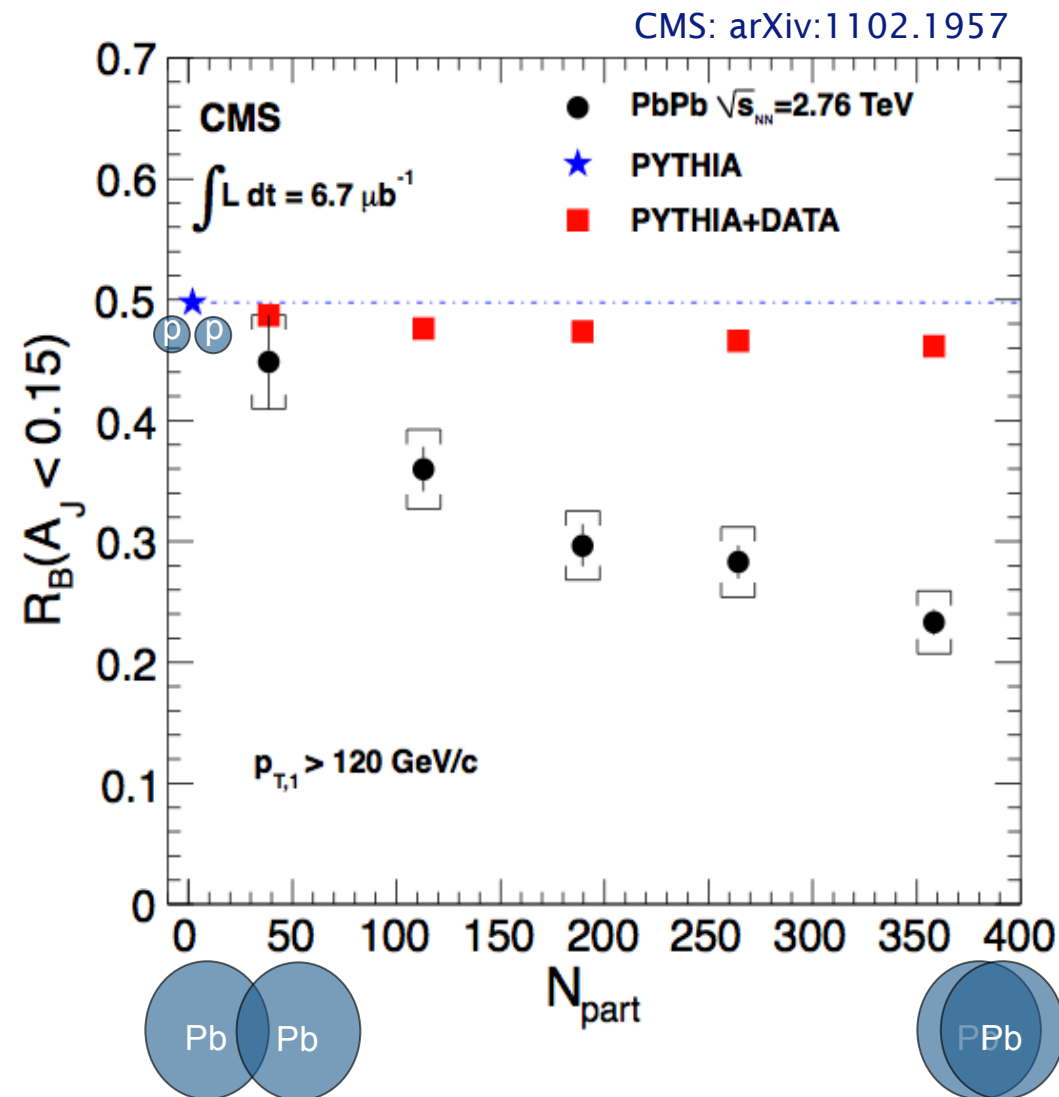 CMS: arXiv:1102.1957
0.7
CMS
PbPb √s_NN=2.76 TeV
PYTHIA
0.6
∫L dt = 6.7 μb⁻¹
PYTHIA+DATA
0.5
p p
R_B(A_J < 0.15)
0.4
0.3
0.2
p_T,1 > 120 GeV/c
0.1
0
0 50 100 150 200 250 300 350 400
N_part
Pb Pb
Pb Pb